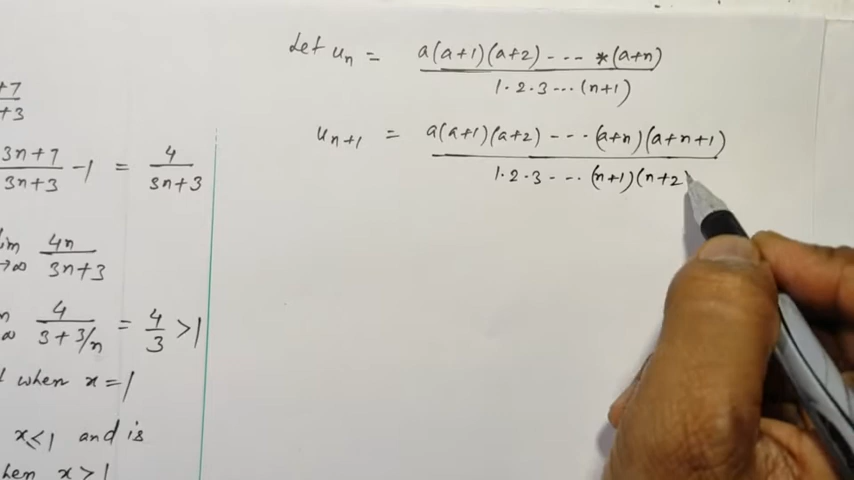 +7
+3
3n+7 / 3n+3 - 1 = 4 / 3n+3
lim n→∞ 4n / 3n+3
∞ 4 / 3+3/n = 4/3 > 1
when x = 1
x < 1 and is
hen x > 1
Let uₙ = a(a+1)(a+2) - - - *(a+n) / 1·2·3 ··· (n+1)
uₙ₊₁ = a(a+1)(a+2) - - - · (a+n)(a+n+1) / 1·2·3 - - ·· (n+1)(n+2)